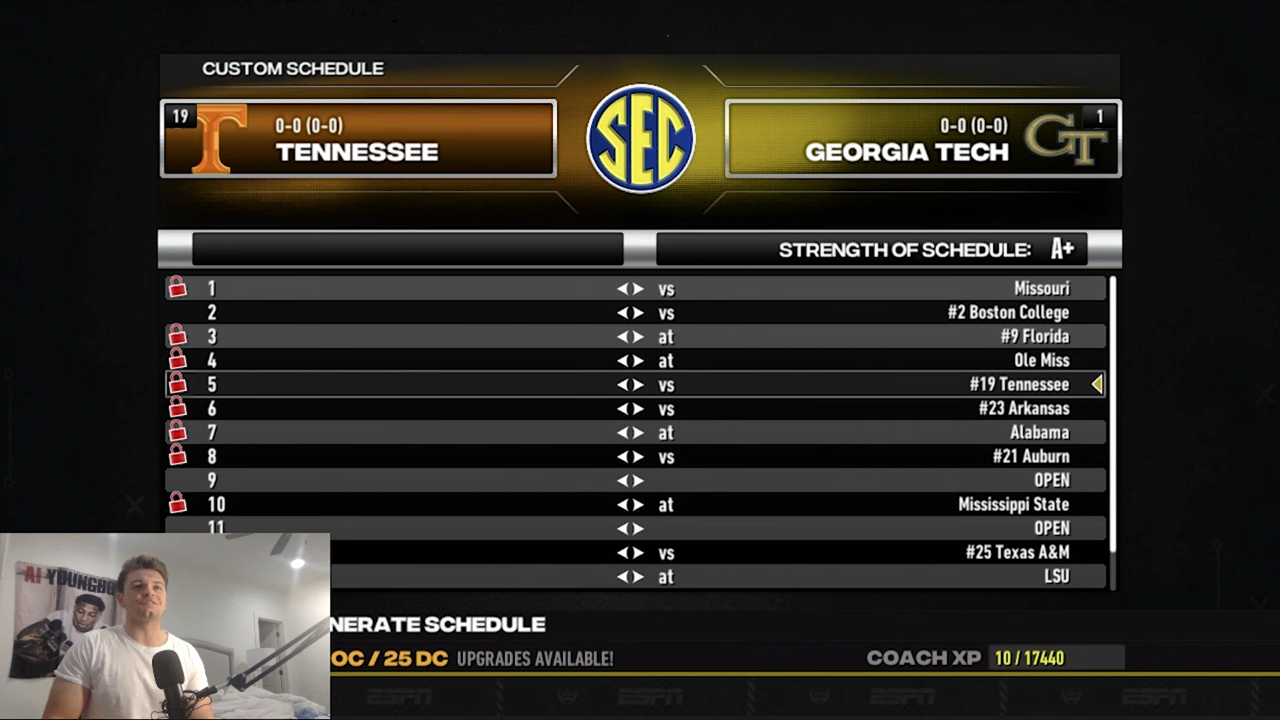 CUSTOM SCHEDULE
19
0-0 (0-0)
TENNESSEE
SEC
0-0 (0-0)
GEORGIA TECH
GT
1
STRENGTH OF SCHEDULE: A+
1 vs Missouri
2 vs #2 Boston College
3 at #9 Florida
4 at Ole Miss
5 vs #19 Tennessee
6 vs #23 Arkansas
7 at Alabama
8 vs #21 Auburn
9 OPEN
10 at Mississippi State
11 OPEN
vs #25 Texas A&M
at LSU
NERATE SCHEDULE
OC / 25 DC UPGRADES AVAILABLE!
COACH XP 10 / 17440
AI YOUNGBO
ESPN ESPN ESPN ESPN